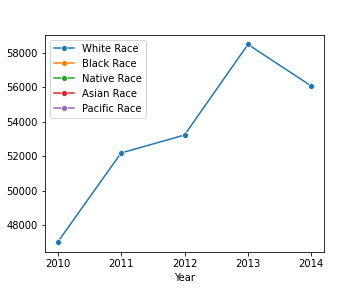 58000
56000
54000
52000
50000
48000
White Race
Black Race
Native Race
Asian Race
Pacific Race
2010 2011 2012 2013 2014
Year